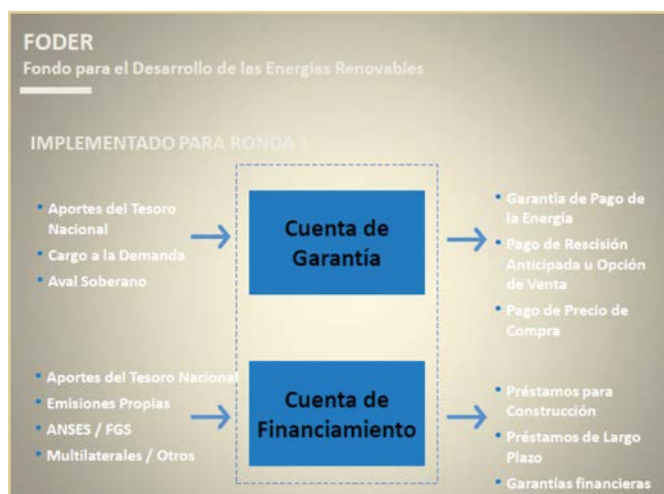 FODER
Fondo para el Desarrollo de las Energías Renovables
IMPLEMENTADO PARA RONDA 1
• Aportes del Tesoro
Nacional
• Cargo a la Demanda
• Aval Soberano
Cuenta de
Garantía
• Garantía de Pago de
la Energía
• Pago de Rescisión
Anticipada u Opción
de Venta
• Pago de Precio de
Compra
• Aportes del Tesoro Nacional
• Emisiones Propias
• ANSES / FGS
• Multilaterales / Otros
Cuenta de
Financiamiento
• Préstamos para
Construcción
• Préstamos de Largo
Plazo
• Garantías financieras